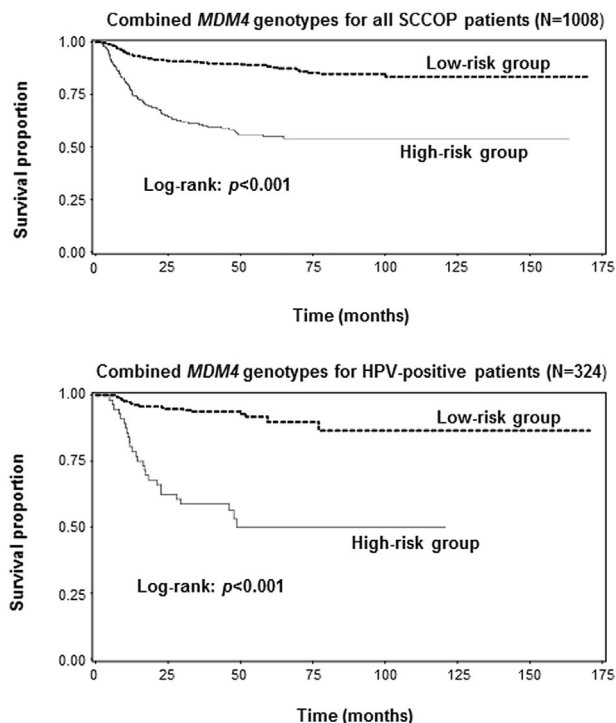 Combined MDM4 genotypes for all SCCOP patients (N=1008)
Survival proportion
1.00
0.75
0.50
0.25
0.00
Low-risk group
High-risk group
Log-rank: p<0.001
0 25 50 75 100 125 150 175
Time (months)
Combined MDM4 genotypes for HPV-positive patients (N=324)
Survival proportion
1.00
0.75
0.50
0.25
0.00
Low-risk group
High-risk group
Log-rank: p<0.001
0 25 50 75 100 125 150 175
Time (months)